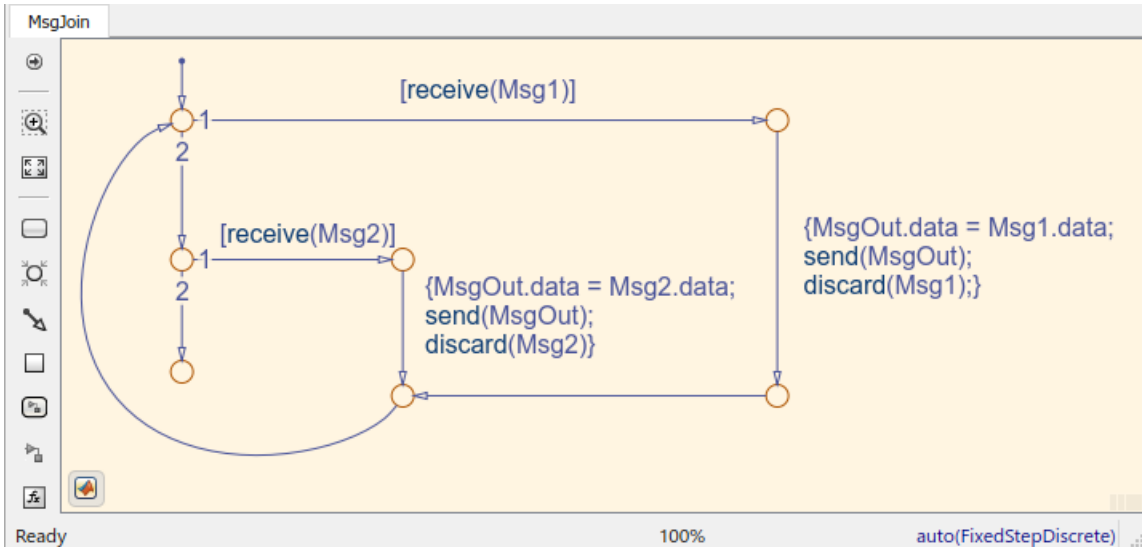 MsgJoin
[receive(Msg1)]
1
2
[receive(Msg2)]
1
2
{MsgOut.data = Msg1.data;
send(MsgOut);
discard(Msg1);}
{MsgOut.data = Msg2.data;
send(MsgOut);
discard(Msg2)}
fx
Ready
100%
auto(FixedStepDiscrete)